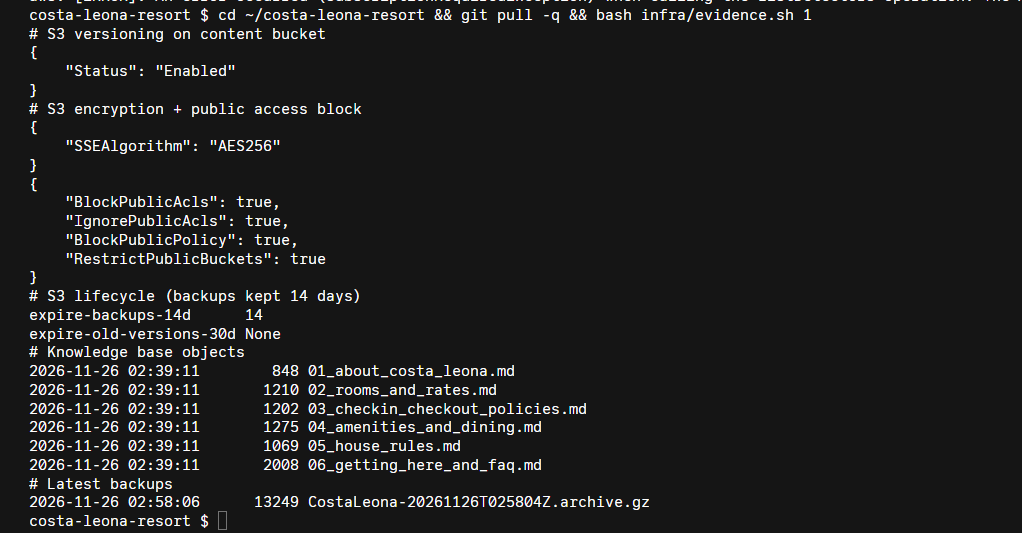 costa-leona-resort $ cd ~/costa-leona-resort && git pull -q && bash infra/evidence.sh 1
# S3 versioning on content bucket
{
    "Status": "Enabled"
}
# S3 encryption + public access block
{
    "SSEAlgorithm": "AES256"
}
{
    "BlockPublicAcls": true,
    "IgnorePublicAcls": true,
    "BlockPublicPolicy": true,
    "RestrictPublicBuckets": true
}
# S3 lifecycle (backups kept 14 days)
expire-backups-14d      14
expire-old-versions-30d None
# Knowledge base objects
2026-11-26 02:39:11        848 01_about_costa_leona.md
2026-11-26 02:39:11       1210 02_rooms_and_rates.md
2026-11-26 02:39:11       1202 03_checkin_checkout_policies.md
2026-11-26 02:39:11       1275 04_amenities_and_dining.md
2026-11-26 02:39:11       1069 05_house_rules.md
2026-11-26 02:39:11       2008 06_getting_here_and_faq.md
# Latest backups
2026-11-26 02:58:06      13249 CostaLeona-20261126T025804Z.archive.gz
costa-leona-resort $